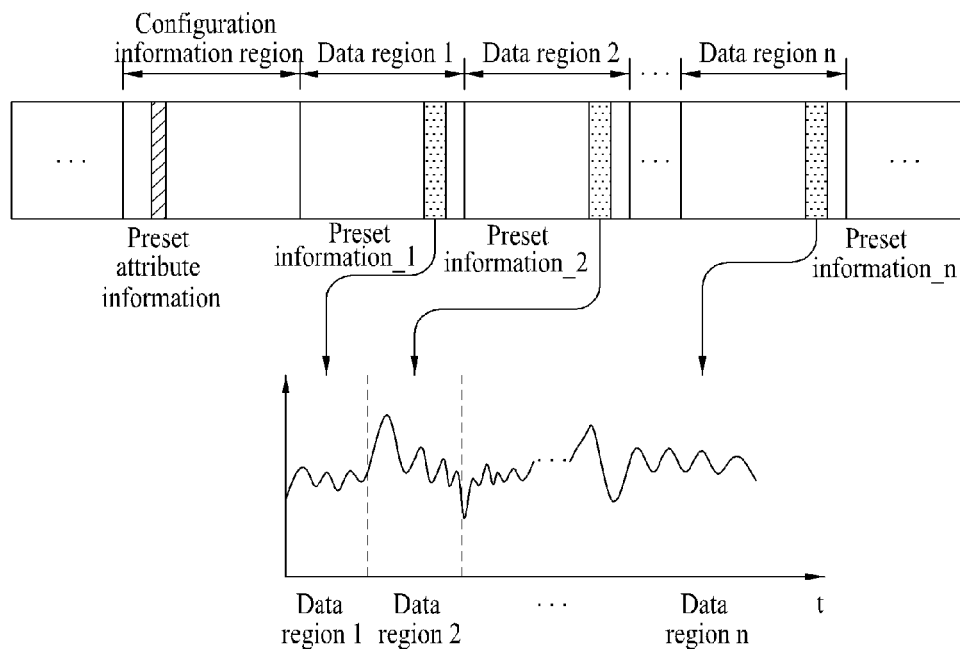 Configuration
information region
Data region 1
Data region 2
. . .
Data region n
. . .
. . .
. . .
Preset
attribute
information
Preset
information_1
Preset
information_2
Preset
information_n
. . . .
Data
region 1
Data
region 2
. . .
Data
region n
t